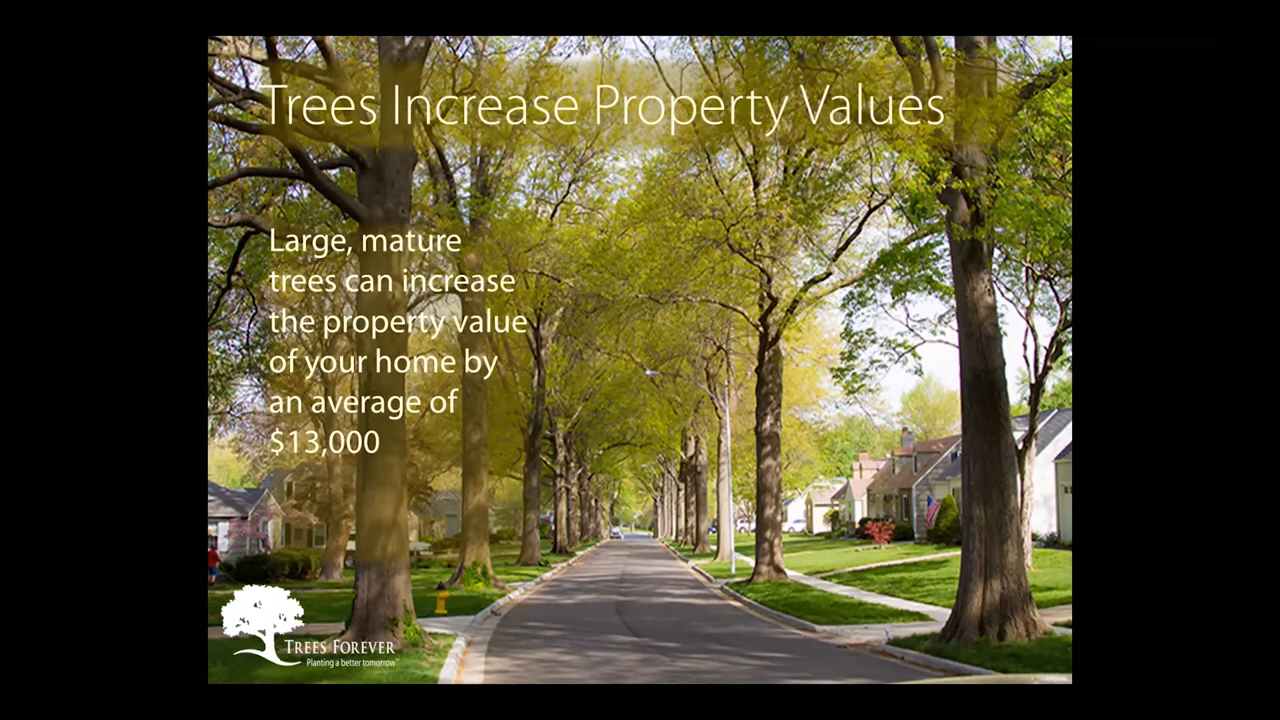 Trees Increase Property Values
Large, mature
trees can increase
the property value
of your home by
an average of
$13,000
TREES FOREVER
Planting a better tomorrow™